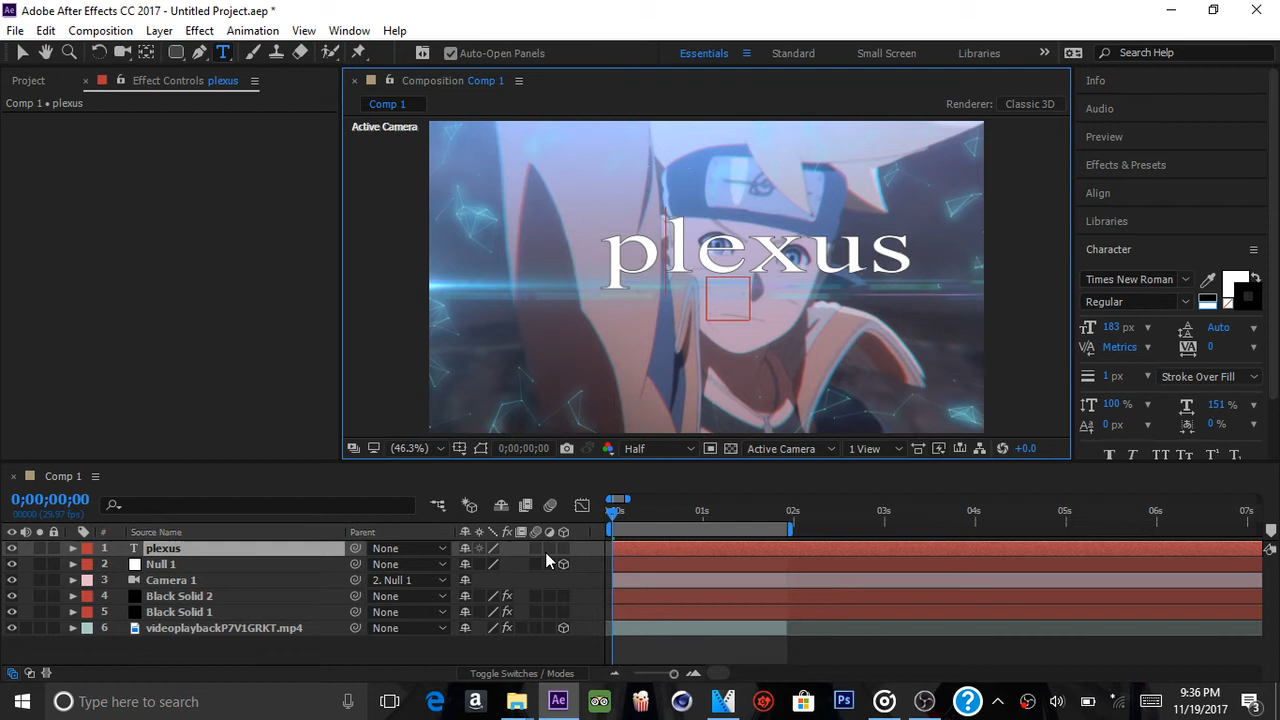 Adobe After Effects CC 2017 - Untitled Project.aep *
File Edit Composition Layer Effect Animation View Window Help
Auto-Open Panels Essentials Standard Small Screen Libraries Search Help
Project Effect Controls plexus Composition Comp 1 Info
Comp 1 • plexus Comp 1 Renderer: Classic 3D Audio
Active Camera
Preview
Effects & Presets
Align
Libraries
Character
plexus
Times New Roman
Regular
183 px Auto
Metrics 0
1 px Stroke Over Fill
100 % 151 %
0 px 0 %
T T TT Tt T' T,
(46.3%) 0;00;00;00 Half Active Camera 1 View +0.0
Comp 1
0;00;00;00
00000 (29.97 fps)
:00s 01s 02s 03s 04s 05s 06s 07s
# Source Name Parent
1 T plexus None
2 Null 1 None
3 Camera 1 2. Null 1
4 Black Solid 2 None
5 Black Solid 1 None
6 videoplaybackP7V1GRKT.mp4 None
Toggle Switches / Modes
Type here to search
9:36 PM
11/19/2017